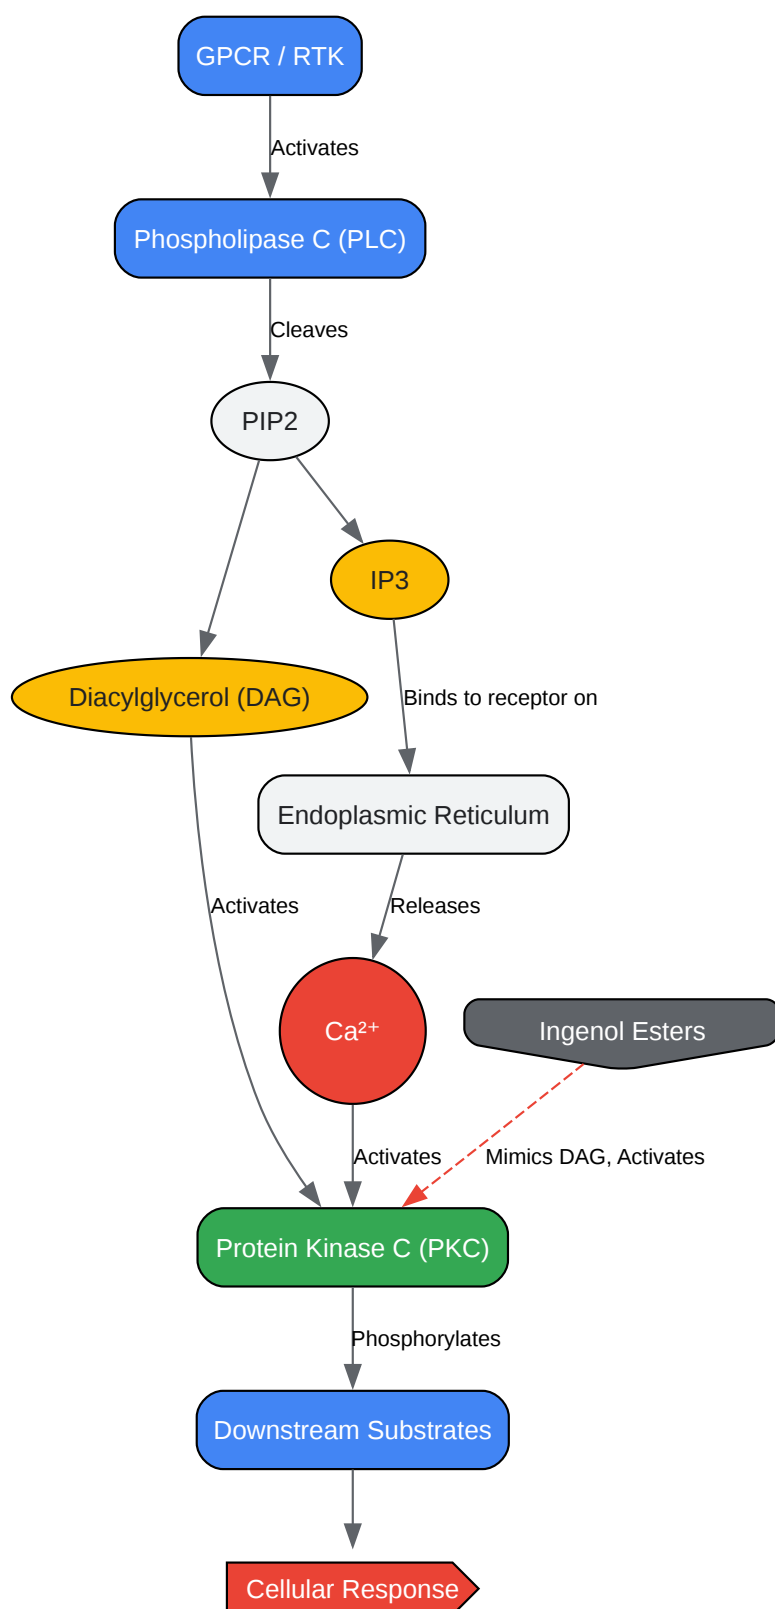 GPCR / RTK
Activates
Phospholipase C (PLC)
Cleaves
PIP2
IP3
Diacylglycerol (DAG)
Binds to receptor on
Endoplasmic Reticulum
Activates
Releases
Ca²⁺
Ingenol Esters
Activates
Mimics DAG, Activates
Protein Kinase C (PKC)
Phosphorylates
Downstream Substrates
Cellular Response